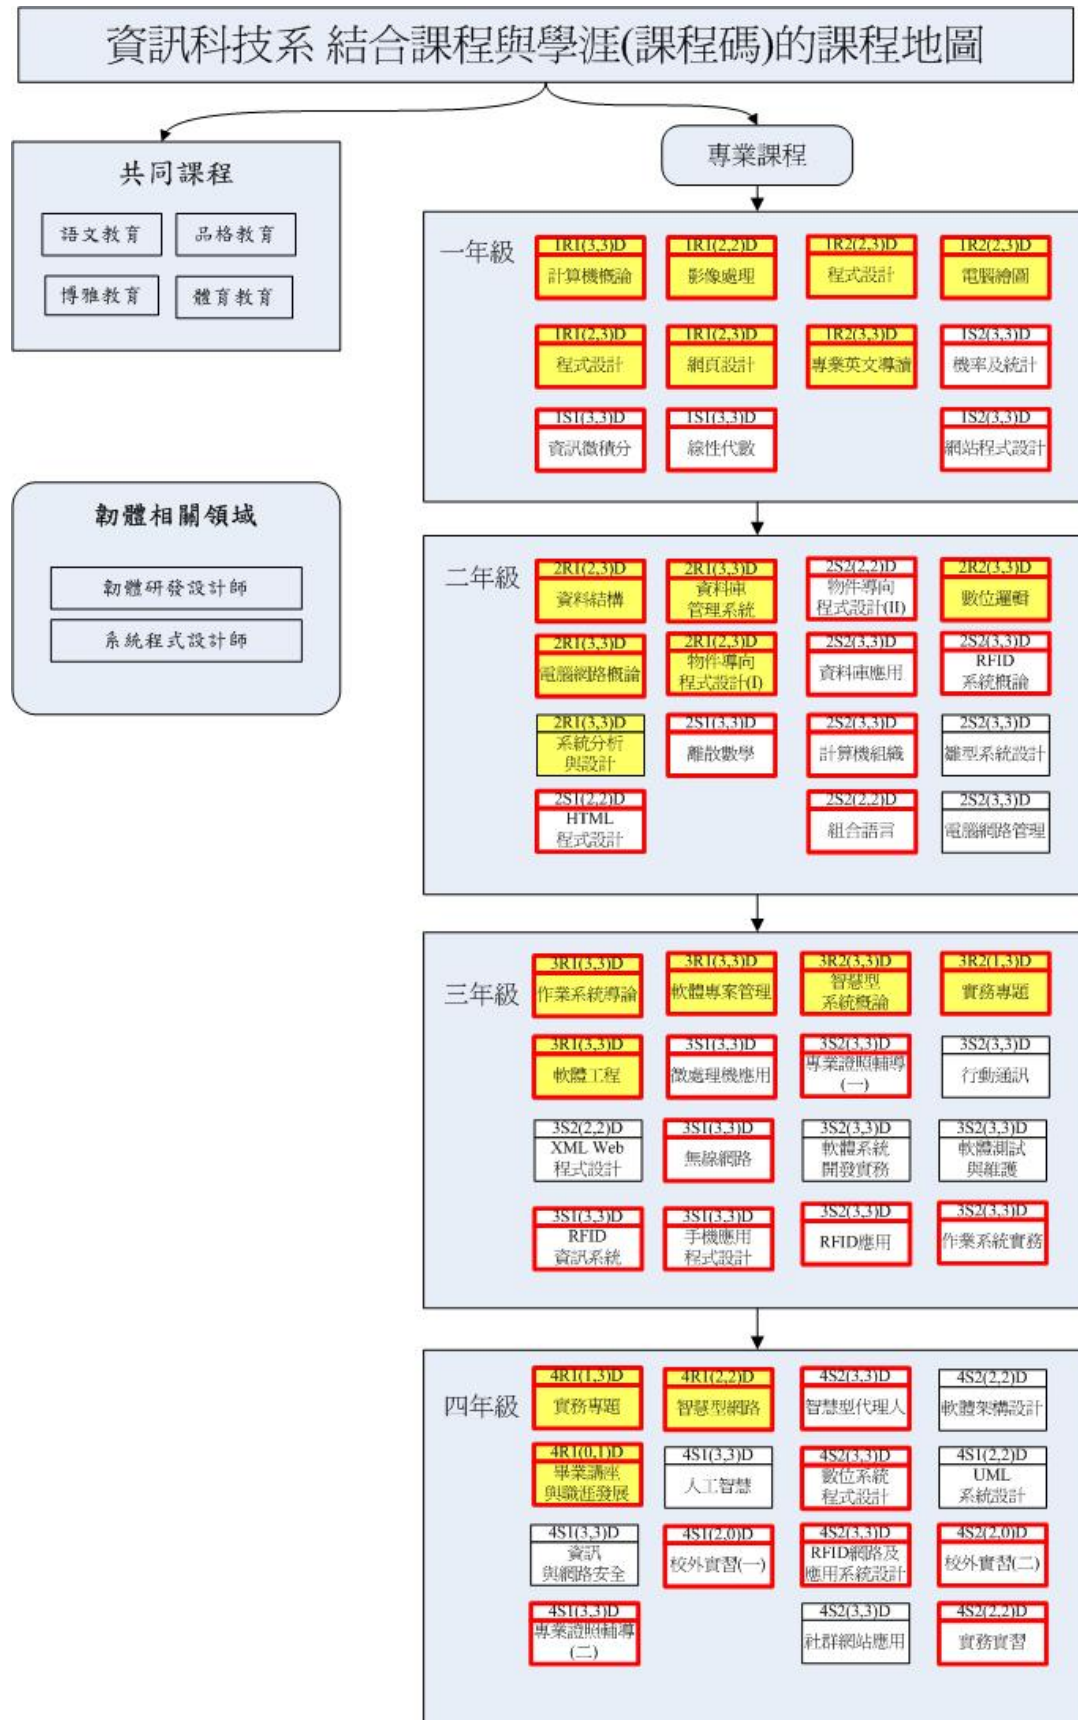 資訊科技系 結合課程與學涯(課程碼)的課程地圖
共同課程
語文教育
品格教育
博雅教育
體育教育
韌體相關領域
韌體研發設計師
系統程式設計師
專業課程
一年級
1R1(3,3)D
計算機概論
1R1(2,2)D
影像處理
1R2(2,3)D
程式設計
1R2(2,3)D
電腦繪圖
1R1(2,3)D
程式設計
1R1(2,3)D
網頁設計
1R2(3,3)D
專業英文導讀
1S2(3,3)D
機率及統計
1S1(3,3)D
資訊微積分
1S1(3,3)D
線性代數
1S2(3,3)D
網站程式設計
二年級
2R1(2,3)D
資料結構
2R1(3,3)D
資料庫
管理系統
2S2(2,2)D
物件導向
程式設計(II)
2R2(3,3)D
數位邏輯
2R1(3,3)D
電腦網路概論
2R1(2,3)D
物件導向
程式設計(I)
2S2(3,3)D
資料庫應用
2S2(3,3)D
RFID
系統概論
2R1(3,3)D
系統分析
與設計
2S1(3,3)D
離散數學
2S2(3,3)D
計算機組織
2S2(3,3)D
雛型系統設計
2S1(2,2)D
HTML
程式設計
2S2(2,2)D
組合語言
2S2(3,3)D
電腦網路管理
三年級
3R1(3,3)D
作業系統導論
3R1(3,3)D
軟體專案管理
3R2(3,3)D
智慧型
系統概論
3R2(1,3)D
實務專題
3R1(3,3)D
軟體工程
3S1(3,3)D
微處理機應用
3S2(3,3)D
專業證照輔導
(一)
3S2(3,3)D
行動通訊
3S2(2,2)D
XML Web
程式設計
3S1(3,3)D
無線網路
3S2(3,3)D
軟體系統
開發實務
3S2(3,3)D
軟體測試
與維護
3S1(3,3)D
RFID
資訊系統
3S1(3,3)D
手機應用
程式設計
3S2(3,3)D
RFID應用
3S2(3,3)D
作業系統實務
四年級
4R1(1,3)D
實務專題
4R1(2,2)D
智慧型網路
4S2(3,3)D
智慧型代理人
4S2(2,2)D
軟體架構設計
4R1(0,1)D
畢業講座
與職涯發展
4S1(3,3)D
人工智慧
4S2(3,3)D
數位系統
程式設計
4S1(2,2)D
UML
系統設計
4S1(3,3)D
資訊
與網路安全
4S1(2,0)D
校外實習(一)
4S2(3,3)D
RFID網路及
應用系統設計
4S2(2,0)D
校外實習(二)
4S1(3,3)D
專業證照輔導
(二)
4S2(3,3)D
社群網站應用
4S2(2,2)D
實務實習